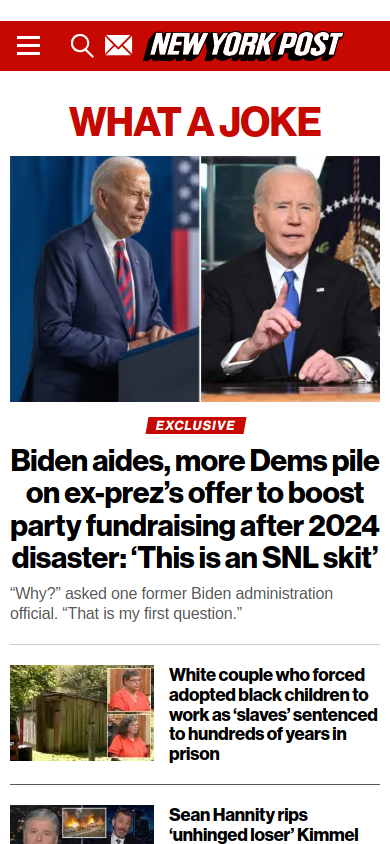 NEW YORK POST
WHAT A JOKE
EXCLUSIVE
Biden aides, more Dems pile
on ex-prez’s offer to boost
party fundraising after 2024
disaster: ‘This is an SNL skit’
“Why?” asked one former Biden administration
official. “That is my first question.”
White couple who forced
adopted black children to
work as ‘slaves’ sentenced
to hundreds of years in
prison
Sean Hannity rips
‘unhinged loser’ Kimmel